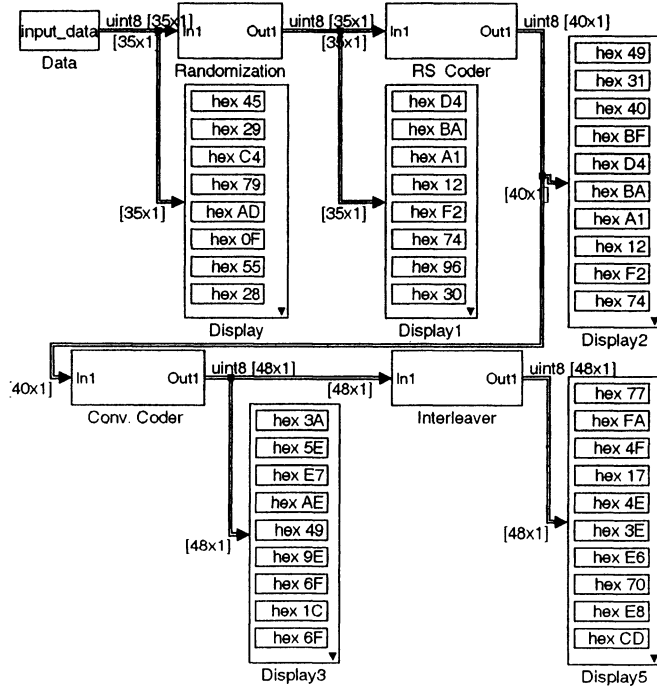 input_data
Data
uint8 [35x1]
[35x1]
In1
Out1
Randomization
uint8 [35x1]
[35x1]
In1
Out1
RS Coder
uint8 [40x1]
[35x1]
hex 45
hex 29
hex C4
hex 79
hex AD
hex 0F
hex 55
hex 28
Display
[35x1]
hex D4
hex BA
hex A1
hex 12
hex F2
hex 74
hex 96
hex 30
Display1
[40x1]
hex 49
hex 31
hex 40
hex BF
hex D4
hex BA
hex A1
hex 12
hex F2
hex 74
Display2
[40x1]
In1
Out1
Conv. Coder
uint8 [48x1]
[48x1]
In1
Out1
Interleaver
uint8 [48x1]
[48x1]
hex 3A
hex 5E
hex E7
hex AE
hex 49
hex 9E
hex 6F
hex 1C
hex 6F
Display3
[48x1]
hex 77
hex FA
hex 4F
hex 17
hex 4E
hex 3E
hex E6
hex 70
hex E8
hex CD
Display5